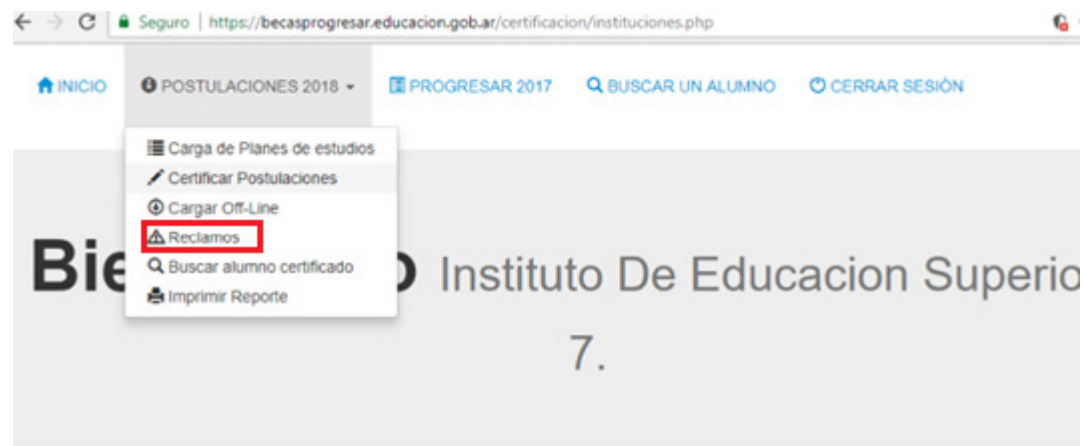 Seguro | https://becasprogresar.educacion.gob.ar/certificacion/instituciones.php
INICIO POSTULACIONES 2018 PROGRESAR 2017 BUSCAR UN ALUMNO CERRAR SESIÓN
Carga de Planes de estudios
Certificar Postulaciones
Cargar Off-Line
Reclamos
Buscar alumno certificado
Imprimir Reporte
Instituto De Educacion
7.